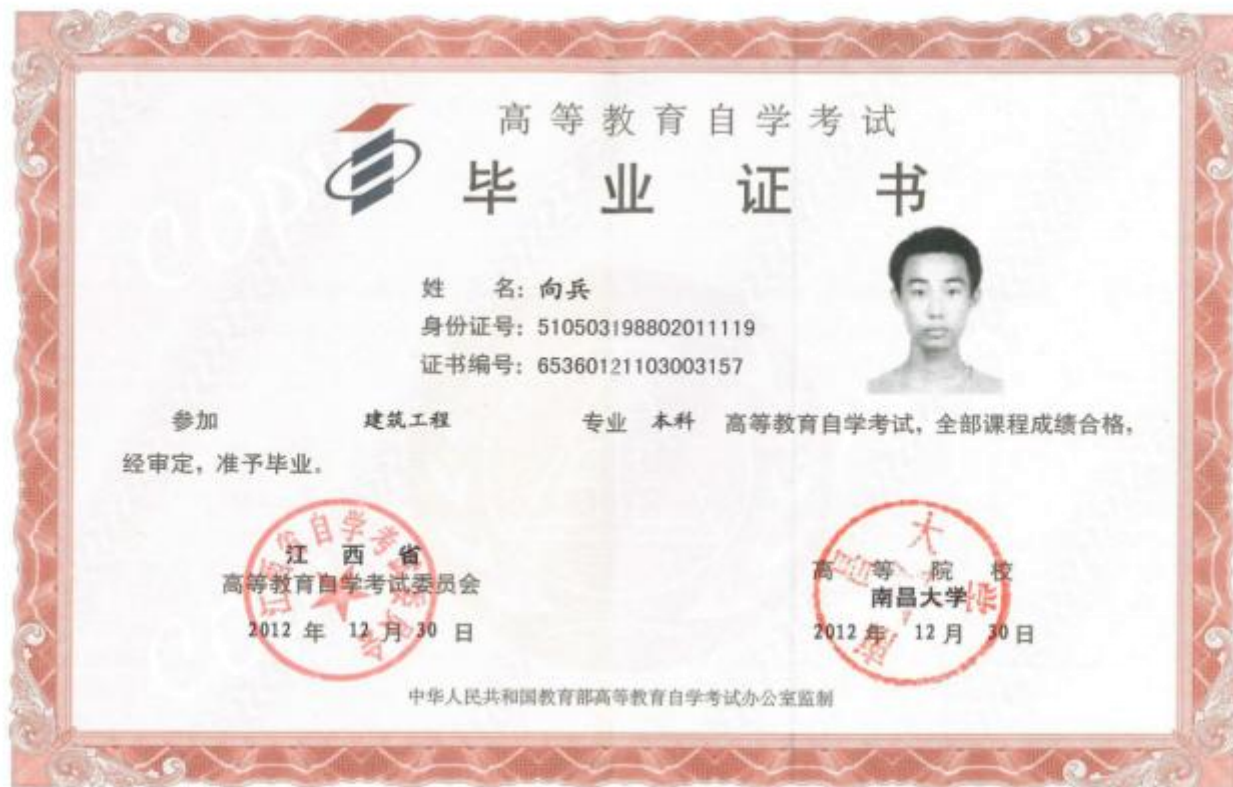 高等教育自学考试
毕业证书
姓 名：向兵
身份证号：510503198802011119
证书编号：65360121103003157
参加 建筑工程 专业 本科 高等教育自学考试，全部课程成绩合格，
经审定，准予毕业。
江西省
高等教育自学考试委员会
2012 年 12 月 30 日
高等院校
南昌大学
2012 年 12 月 30 日
中华人民共和国教育部高等教育自学考试办公室监制